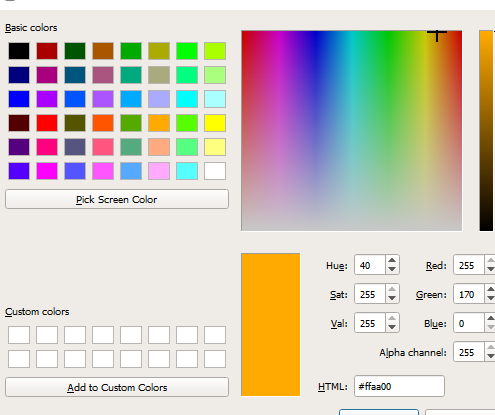 Basic colors
Pick Screen Color
Custom colors
Add to Custom Colors
Hue: 40
Red: 255
Sat: 255
Green: 170
Val: 255
Blue: 0
Alpha channel: 255
HTML: #ffaa00